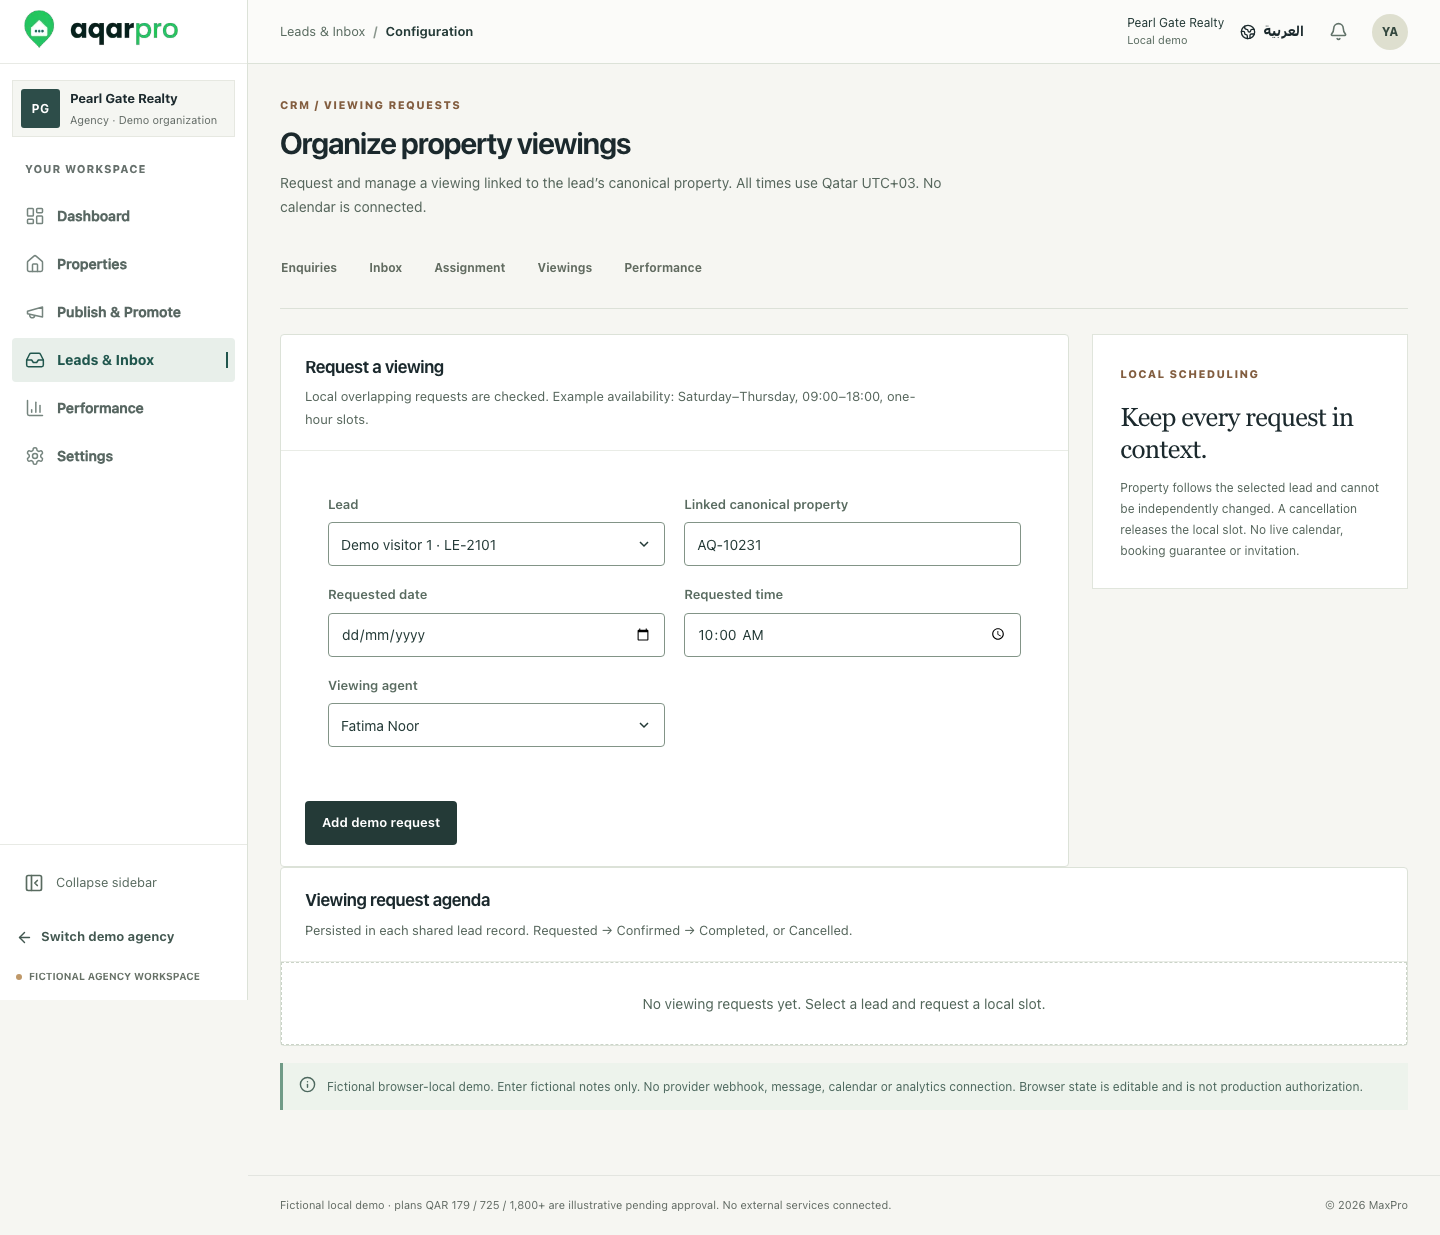 aqarpro
Leads & Inbox / Configuration
Pearl Gate Realty
Local demo
العربية
YA
PG
Pearl Gate Realty
Agency · Demo organization
YOUR WORKSPACE
Dashboard
Properties
Publish & Promote
Leads & Inbox
Performance
Settings
Collapse sidebar
Switch demo agency
FICTIONAL AGENCY WORKSPACE
CRM / VIEWING REQUESTS
Organize property viewings
Request and manage a viewing linked to the lead's canonical property. All times use Qatar UTC+03. No
calendar is connected.
Enquiries
Inbox
Assignment
Viewings
Performance
Request a viewing
Local overlapping requests are checked. Example availability: Saturday–Thursday, 09:00–18:00, one-
hour slots.
Lead
Linked canonical property
Demo visitor 1 · LE-2101
AQ-10231
Requested date
Requested time
dd/mm/yyyy
10:00 AM
Viewing agent
Fatima Noor
Add demo request
LOCAL SCHEDULING
Keep every request in
context.
Property follows the selected lead and cannot
be independently changed. A cancellation
releases the local slot. No live calendar,
booking guarantee or invitation.
Viewing request agenda
Persisted in each shared lead record. Requested → Confirmed → Completed, or Cancelled.
No viewing requests yet. Select a lead and request a local slot.
Fictional browser-local demo. Enter fictional notes only. No provider webhook, message, calendar or analytics connection. Browser state is editable and is not production authorization.
Fictional local demo · plans QAR 179 / 725 / 1,800+ are illustrative pending approval. No external services connected.
© 2026 MaxPro